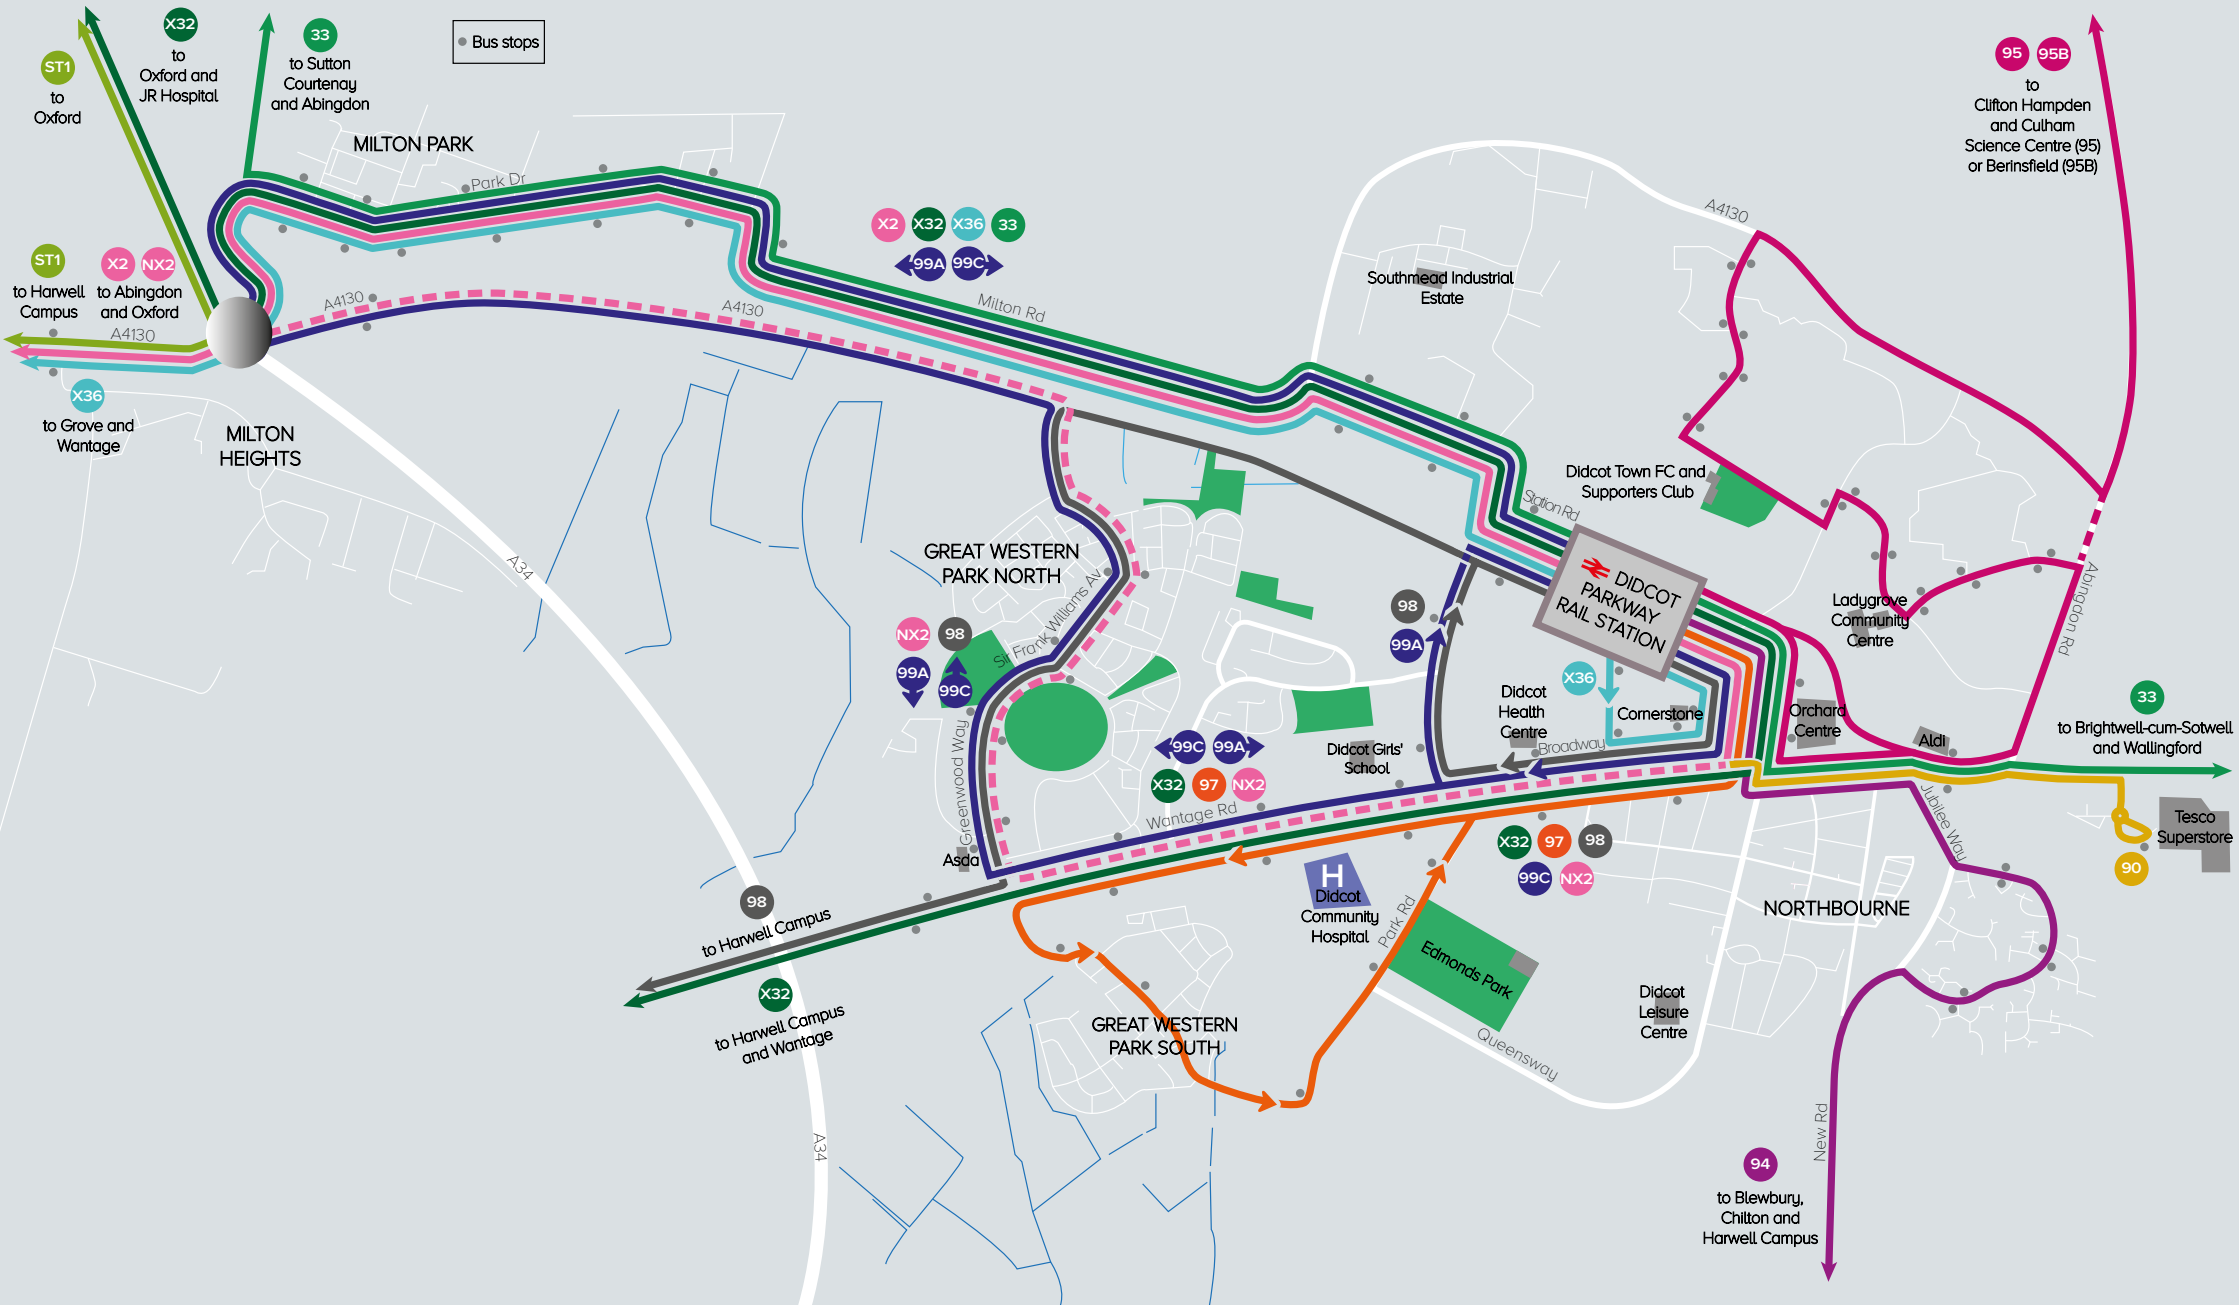 X32
to
Oxford and
JR Hospital
33
to Sutton
Courtenay
and Abingdon
Bus stops
ST1
to
Oxford
95 95B
to
Clifton Hampden
and Culham
Science Centre (95)
or Berinsfield (95B)
MILTON PARK
Park Dr
A4130
X2 X32 X36 33
99A 99C
ST1
to Harwell
Campus
X2 NX2
to Abingdon
and Oxford
A4130
A4130
A4130
Milton Rd
Southmead Industrial
Estate
X36
to Grove and
Wantage
MILTON
HEIGHTS
A34
Didcot Town FC and
Supporters Club
Station Rd
GREAT WESTERN
PARK NORTH
DIDCOT
PARKWAY
RAIL STATION
Sir Frank Williams Av
Ladygrove
Community
Centre
Abingdon Rd
98
99A
NX2 98
99A
99C
X36
Didcot
Health
Centre
Cornerstone
Orchard
Centre
Aldi
33
to Brightwell-cum-Sotwell
and Wallingford
Broadway
99C 99A
X32 97 NX2
Didcot Girls'
School
Greenwood Way
Wantage Rd
Asda
Jubilee Way
Tesco
Superstore
90
X32 97 98
99C NX2
H
Didcot
Community
Hospital
Park Rd
Edmonds Park
NORTHBOURNE
98
to Harwell Campus
X32
to Harwell Campus
and Wantage
GREAT WESTERN
PARK SOUTH
Didcot
Leisure
Centre
Queensway
A34
New Rd
94
to Blewbury,
Chilton and
Harwell Campus